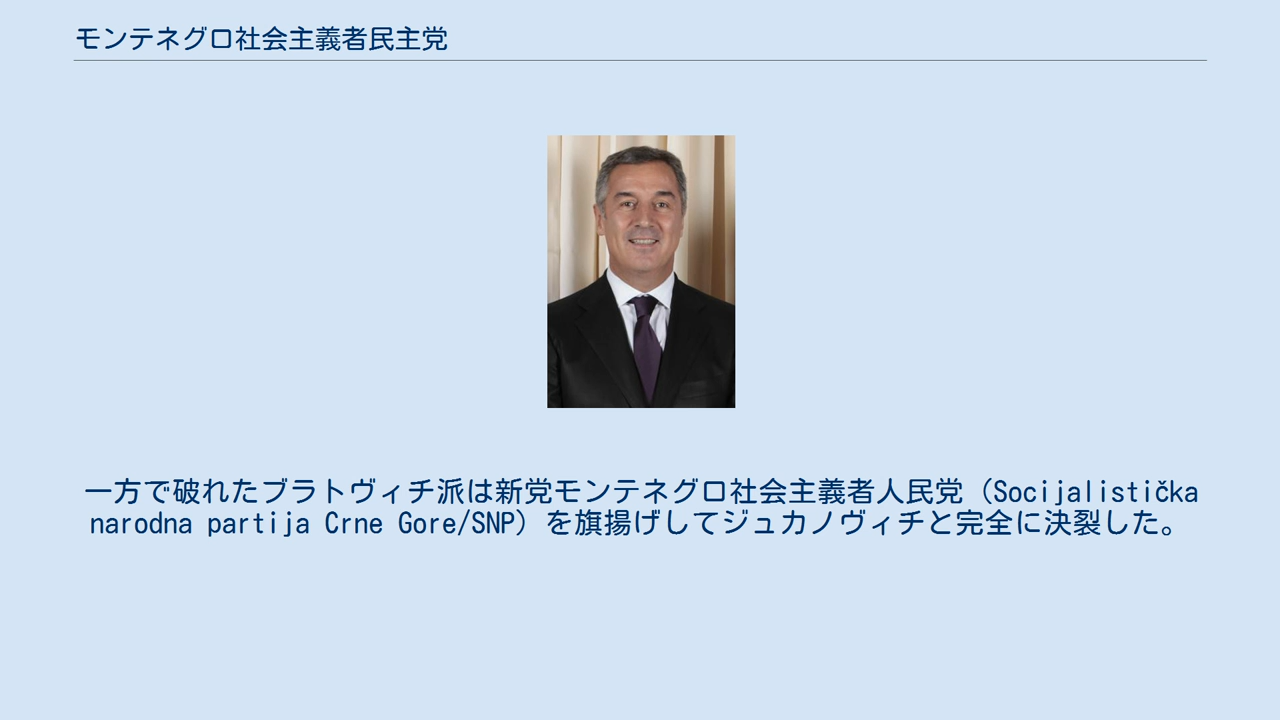 モンテネグロ社会主義者民主党
一方で破れたブラトヴィチ派は新党モンテネグロ社会主義者人民党（Socijalistička
narodna partija Crne Gore/SNP）を旗揚げしてジュカノヴィチと完全に決裂した。